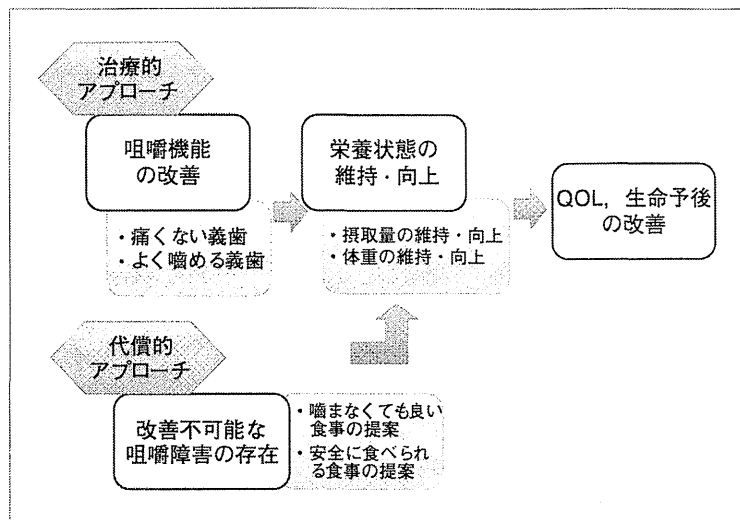 治療的
アプローチ
咀嚼機能
の改善
・痛くない義歯
・よく嚙める義歯
栄養状態の
維持・向上
・摂取量の維持・向上
・体重の維持・向上
QOL，生命予後
の改善
代償的
アプローチ
改善不可能な
咀嚼障害の存在
・嚙まなくても良い
食事の提案
・安全に食べられ
る食事の提案